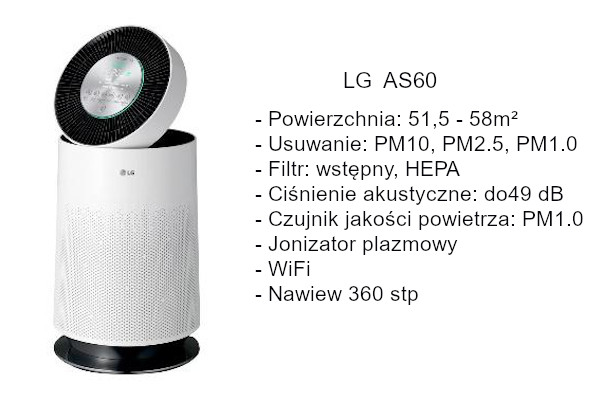 LG AS60
- Powierzchnia: 51,5 - 58m²
- Usuwanie: PM10, PM2.5, PM1.0
- Filtr: wstępny, HEPA
- Ciśnienie akustyczne: do49 dB
- Czujnik jakości powietrza: PM1.0
- Jonizator plazmowy
- WiFi
- Nawiew 360 stp
LG